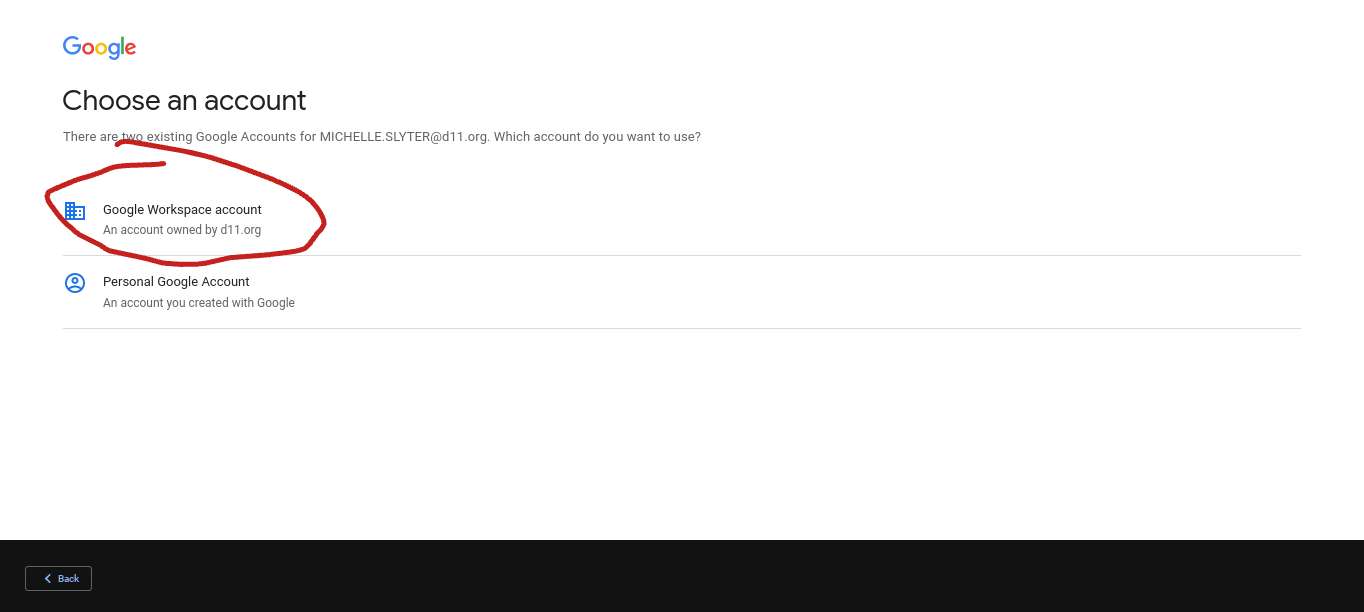 Google
Choose an account
There are two existing Google Accounts for MICHELLE.SLYTER@d11.org. Which account do you want to use?
Google Workspace account
An account owned by d11.org
Personal Google Account
An account you created with Google
Back